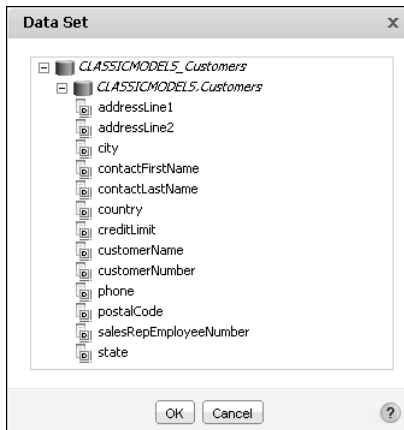 Data Set x
CLASSICMODELS_Customers
CLASSICMODELS.Customers
addressLine1
addressLine2
city
contactFirstName
contactLastName
country
creditLimit
customerName
customerNumber
phone
postalCode
salesRepEmployeeNumber
state
OK Cancel ?